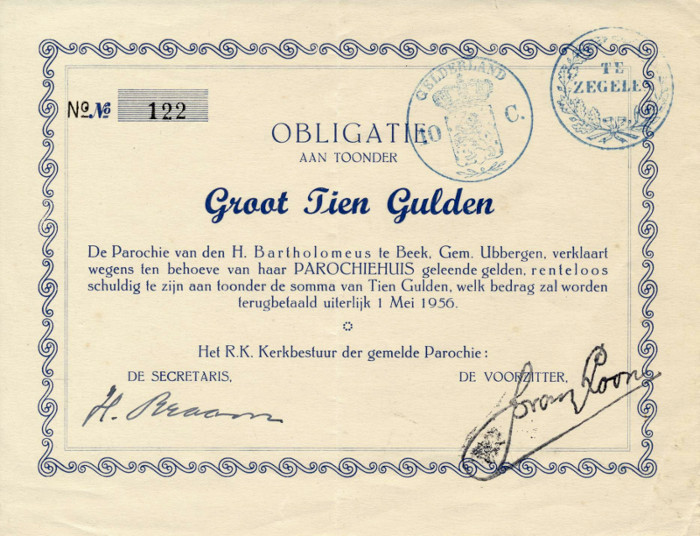 No. № 122
GELDERLAND
10 C.
TE
ZEGELE
OBLIGATIE
AAN TOONDER
Groot Tien Gulden
De Parochie van den H. Bartholomeus te Beek, Gem. Ubbergen, verklaart
wegens ten behoeve van haar PAROCHIEHUIS geleende gelden, renteloos
schuldig te zijn aan toonder de somma van Tien Gulden, welk bedrag zal worden
terugbetaald uiterlijk 1 Mei 1956.
Het R.K. Kerkbestuur der gemelde Parochie:
DE SECRETARIS, DE VOORZITTER,
H. Braam